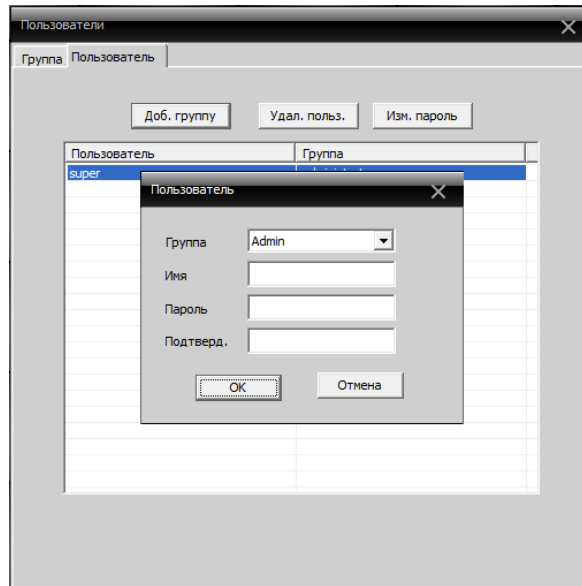 Пользователи
Группа Пользователь
Доб. группу Удал. польз. Изм. пароль
Пользователь Группа
super
Пользователь
Группа Admin
Имя
Пароль
Подтверд.
OK Отмена